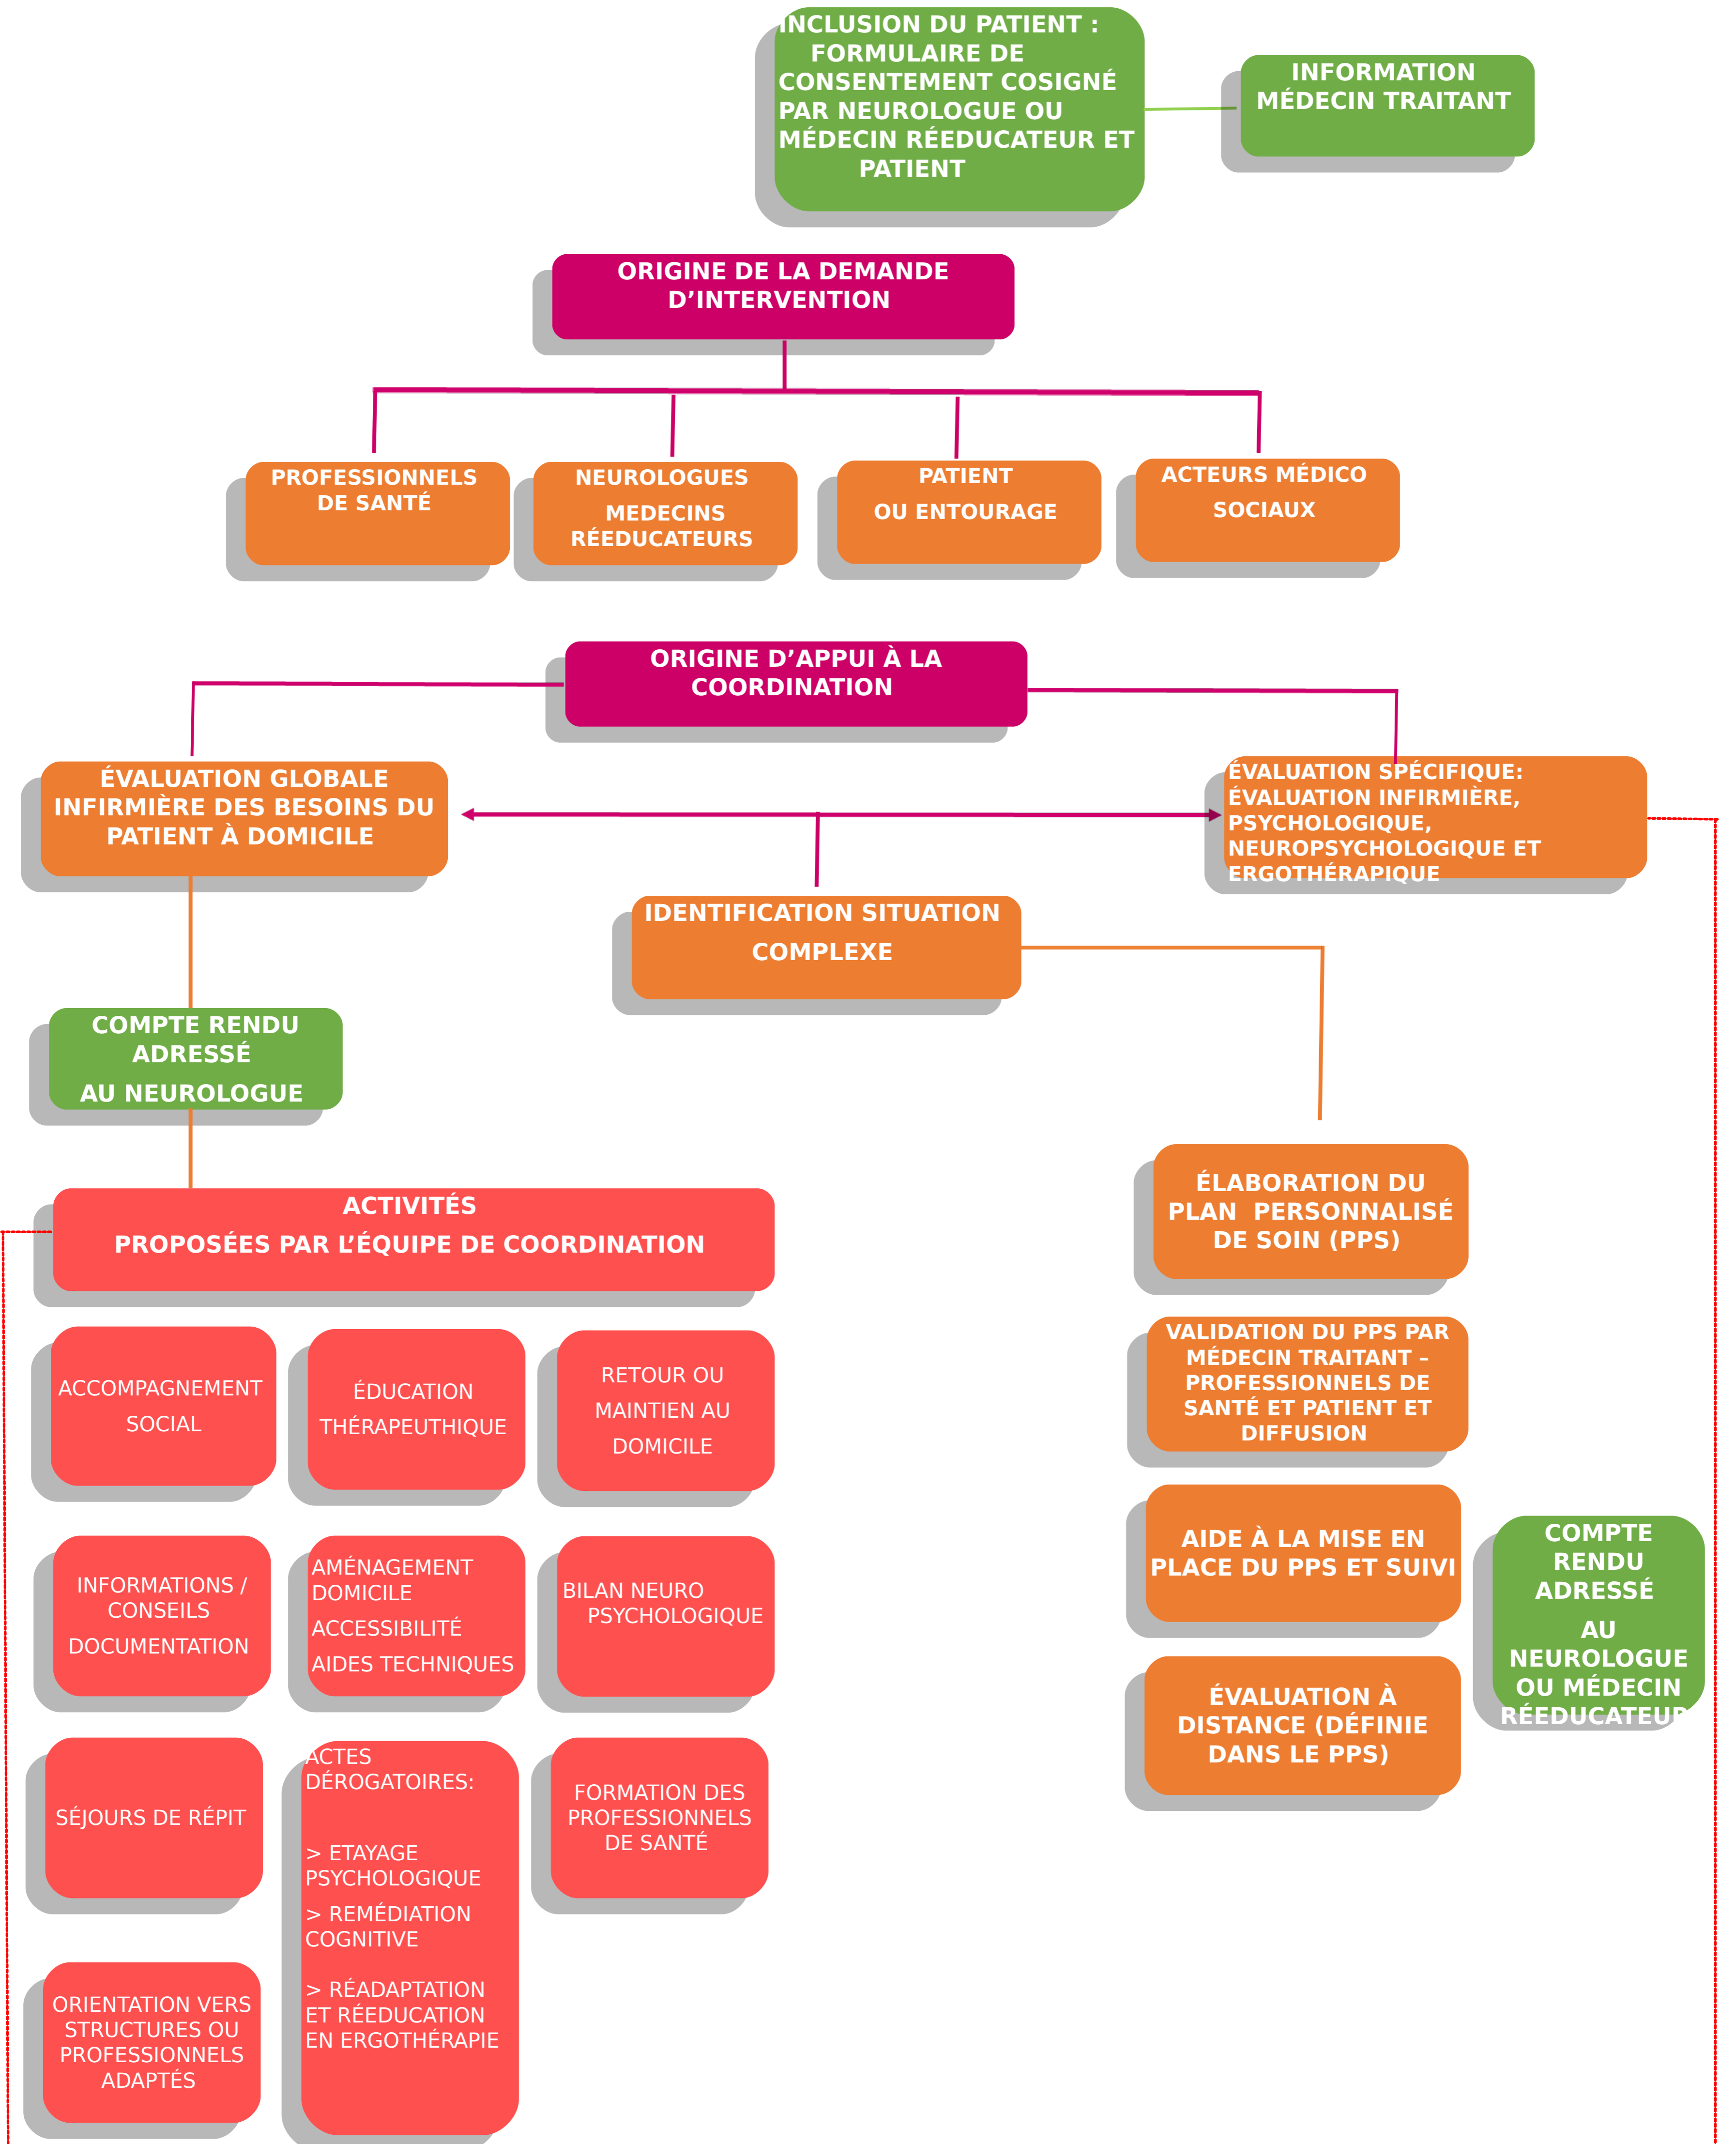 INCLUSION DU PATIENT :
FORMULAIRE DE
CONSENTEMENT COSIGNÉ
PAR NEUROLOGUE OU
MÉDECIN RÉEDUCATEUR ET
PATIENT
INFORMATION
MÉDECIN TRAITANT
ORIGINE DE LA DEMANDE
D’INTERVENTION
PROFESSIONNELS
DE SANTÉ
NEUROLOGUES
MEDECINS
RÉEDUCATEURS
PATIENT
OU ENTOURAGE
ACTEURS MÉDICO
SOCIAUX
ORIGINE D’APPUI À LA
COORDINATION
ÉVALUATION GLOBALE
INFIRMIÈRE DES BESOINS DU
PATIENT À DOMICILE
ÉVALUATION SPÉCIFIQUE:
ÉVALUATION INFIRMIÈRE,
PSYCHOLOGIQUE,
NEUROPSYCHOLOGIQUE ET
ERGOTHÉRAPIQUE
IDENTIFICATION SITUATION
COMPLEXE
COMPTE RENDU
ADRESSÉ
AU NEUROLOGUE
ACTIVITÉS
PROPOSÉES PAR L’ÉQUIPE DE COORDINATION
ACCOMPAGNEMENT
SOCIAL
ÉDUCATION
THÉRAPEUTHIQUE
RETOUR OU
MAINTIEN AU
DOMICILE
INFORMATIONS /
CONSEILS
DOCUMENTATION
AMÉNAGEMENT
DOMICILE
ACCESSIBILITÉ
AIDES TECHNIQUES
BILAN NEURO
PSYCHOLOGIQUE
SÉJOURS DE RÉPIT
ACTES
DÉROGATOIRES:
> ETAYAGE
PSYCHOLOGIQUE
> REMÉDIATION
COGNITIVE
> RÉADAPTATION
ET RÉEDUCATION
EN ERGOTHÉRAPIE
FORMATION DES
PROFESSIONNELS
DE SANTÉ
ORIENTATION VERS
STRUCTURES OU
PROFESSIONNELS
ADAPTÉS
ÉLABORATION DU
PLAN  PERSONNALISÉ
DE SOIN (PPS)
VALIDATION DU PPS PAR
MÉDECIN TRAITANT –
PROFESSIONNELS DE
SANTÉ ET PATIENT ET
DIFFUSION
AIDE À LA MISE EN
PLACE DU PPS ET SUIVI
ÉVALUATION À
DISTANCE (DÉFINIE
DANS LE PPS)
COMPTE
RENDU
ADRESSÉ
AU
NEUROLOGUE
OU MÉDECIN
RÉEDUCATEUR